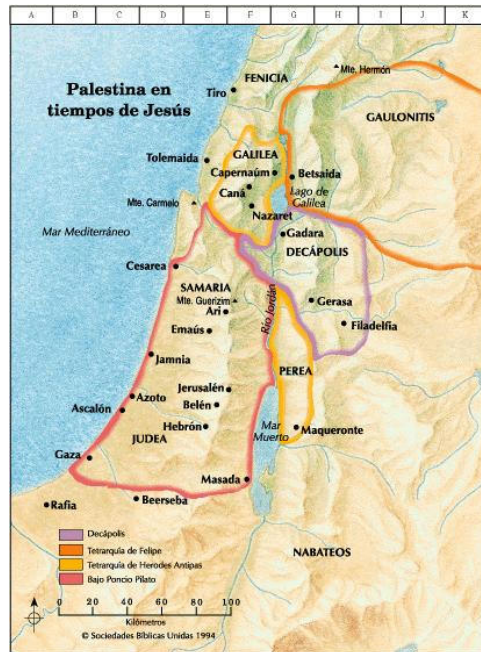 A B C D E F G H I J K
Palestina en
tiempos de Jesús
FENICIA
Mte. Hermón
Tiro
GAULONITIS
Tolemaida
GALILEA
Capernaúm
Betsaida
Caná
Lago de
Galilea
Mte. Carmelo
Nazaret
Mar Mediterráneo
Gadara
DECÁPOLIS
Cesarea
SAMARIA
Mte. Guerizim
Ari
Río Jordán
Gerasa
Emaús
Filadelfia
Jamnia
PEREA
Jerusalén
Azoto
Belén
Ascalón
Hebrón
Mar
Muerto
Maqueronte
JUDEA
Gaza
Masada
Rafia
Beerseba
Decápolis
Tetrarquía de Felipe
Tetrarquía de Herodes Antipas
Bajo Poncio Pilato
NABATEOS
0 20 40 60 80 100
Kilómetros
© Sociedades Bíblicas Unidas 1994